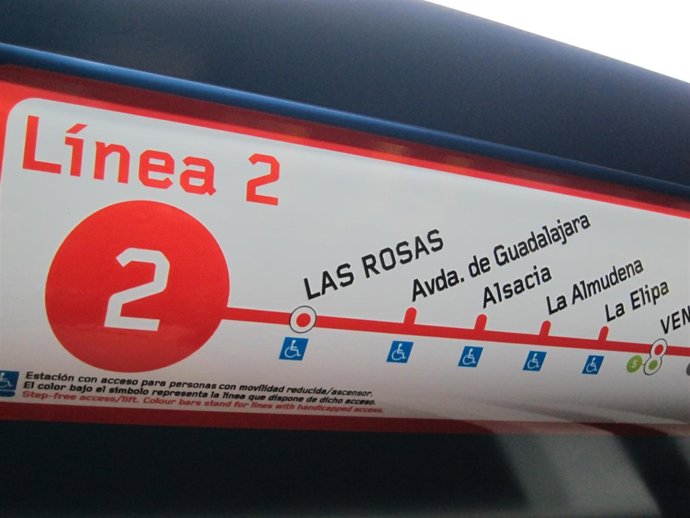 Línea 2
2
LAS ROSAS
Avda. de Guadalajara
Alsacia
La Almudena
La Elipa
VEN
5
Estación con acceso para personas con movilidad reducida/ascensor.
El color bajo el símbolo representa la línea que dispone de dicho acceso.
Step-free access/lift. Colour bars stand for lines with handicapped access.